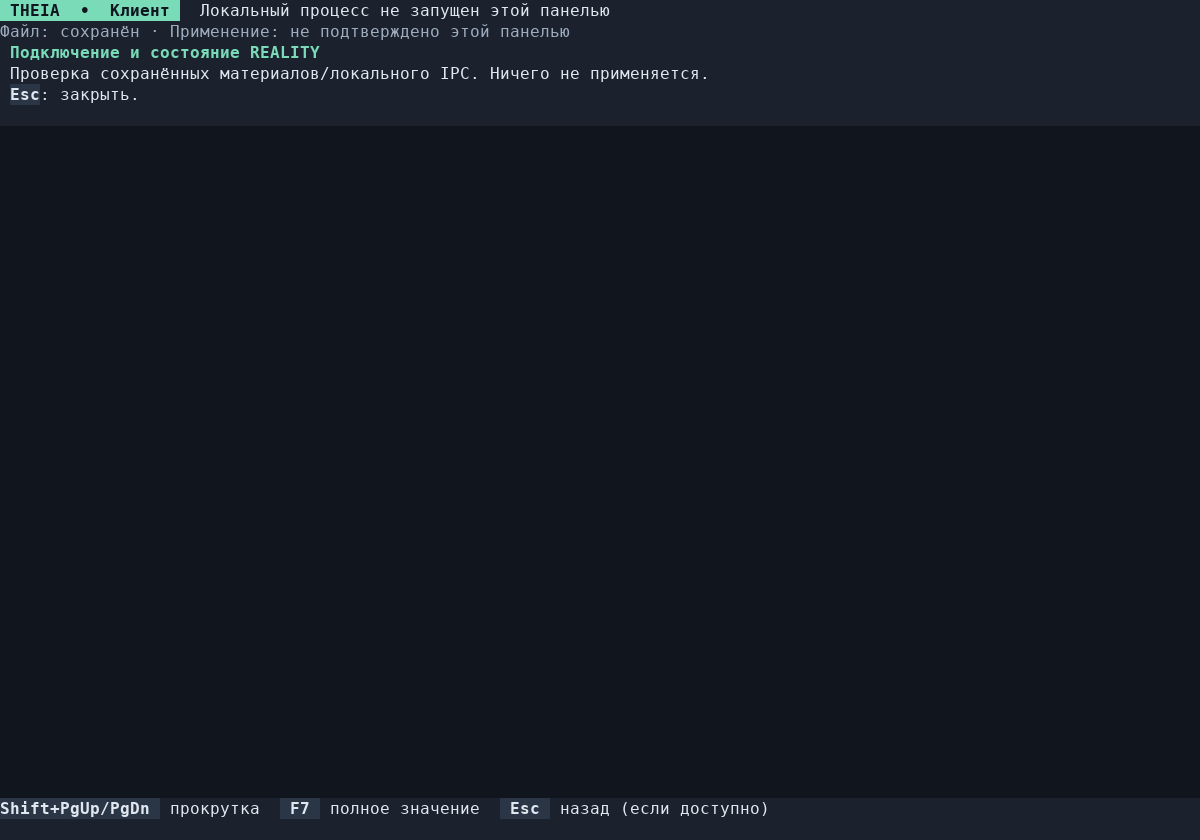 THEIA • Клиент Локальный процесс не запущен этой панелью
Файл: сохранён · Применение: не подтверждено этой панелью
Подключение и состояние REALITY
Проверка сохранённых материалов/локального IPC. Ничего не применяется.
Esc: закрыть.
Shift+PgUp/PgDn прокрутка F7 полное значение Esc назад (если доступно)